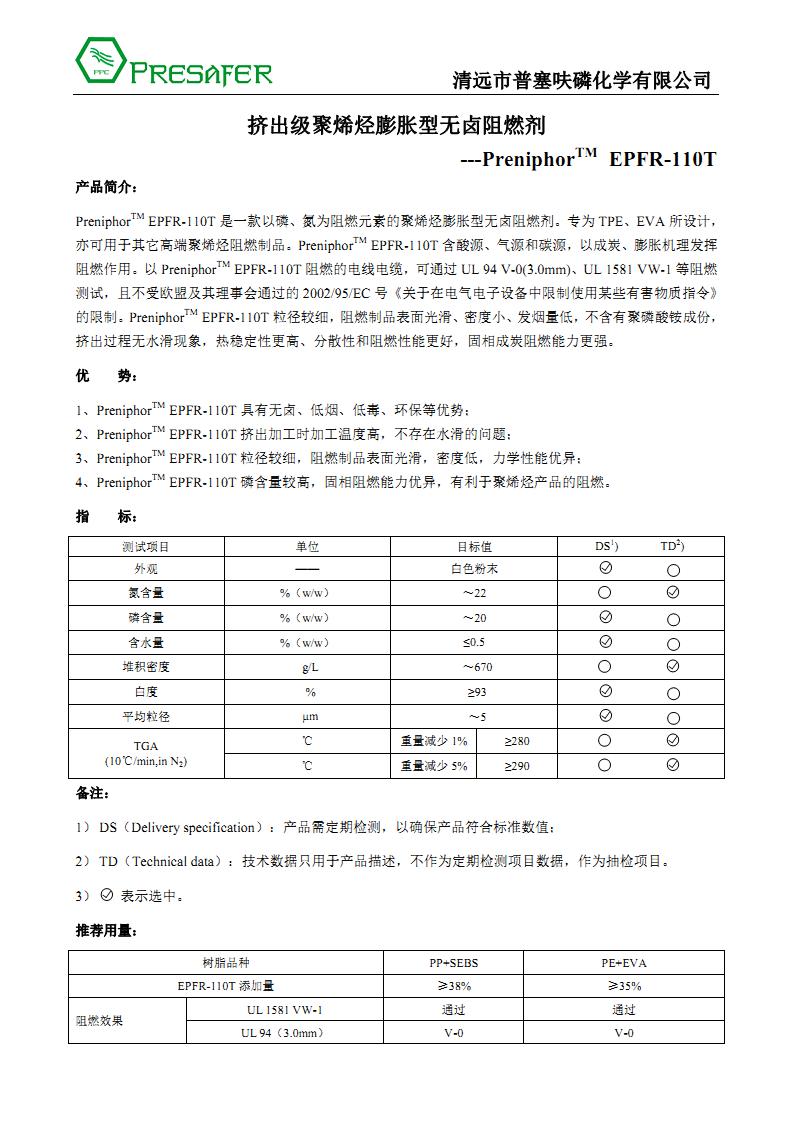 PPC
PRESAFER
清远市普塞呋磷化学有限公司
挤出级聚烯烃膨胀型无卤阻燃剂
---Preniphor™ EPFR-110T
产品简介：
Preniphor™ EPFR-110T 是一款以磷、氮为阻燃元素的聚烯烃膨胀型无卤阻燃剂。专为 TPE、EVA 所设计，
亦可用于其它高端聚烯烃阻燃制品。Preniphor™ EPFR-110T 含酸源、气源和碳源，以成炭、膨胀机理发挥
阻燃作用。以 Preniphor™ EPFR-110T 阻燃的电线电缆，可通过 UL 94 V-0(3.0mm)、UL 1581 VW-1 等阻燃
测试，且不受欧盟及其理事会通过的 2002/95/EC 号《关于在电气电子设备中限制使用某些有害物质指令》
的限制。Preniphor™ EPFR-110T 粒径较细，阻燃制品表面光滑、密度小、发烟量低，不含有聚磷酸铵成份，
挤出过程无水滑现象，热稳定性更高、分散性和阻燃性能更好，固相成炭阻燃能力更强。
优 势：
1、Preniphor™ EPFR-110T 具有无卤、低烟、低毒、环保等优势；
2、Preniphor™ EPFR-110T 挤出加工时加工温度高，不存在水滑的问题；
3、Preniphor™ EPFR-110T 粒径较细，阻燃制品表面光滑，密度低，力学性能优异；
4、Preniphor™ EPFR-110T 磷含量较高，固相阻燃能力优异，有利于聚烯烃产品的阻燃。
指 标：
测试项目 单位 目标值 DS¹) TD²)
外观 —— 白色粉末
氮含量 %（w/w） ～22
磷含量 %（w/w） ～20
含水量 %（w/w） ≤0.5
堆积密度 g/L ～670
白度 % ≥93
平均粒径 μm ～5
TGA
(10℃/min,in N₂)
℃ 重量减少 1% ≥280
℃ 重量减少 5% ≥290
备注：
1） DS（Delivery specification）：产品需定期检测，以确保产品符合标准数值；
2） TD（Technical data）：技术数据只用于产品描述，不作为定期检测项目数据，作为抽检项目。
3） 表示选中。
推荐用量：
树脂品种 PP+SEBS PE+EVA
EPFR-110T 添加量 ≥38% ≥35%
阻燃效果 UL 1581 VW-1 通过 通过
UL 94（3.0mm） V-0 V-0